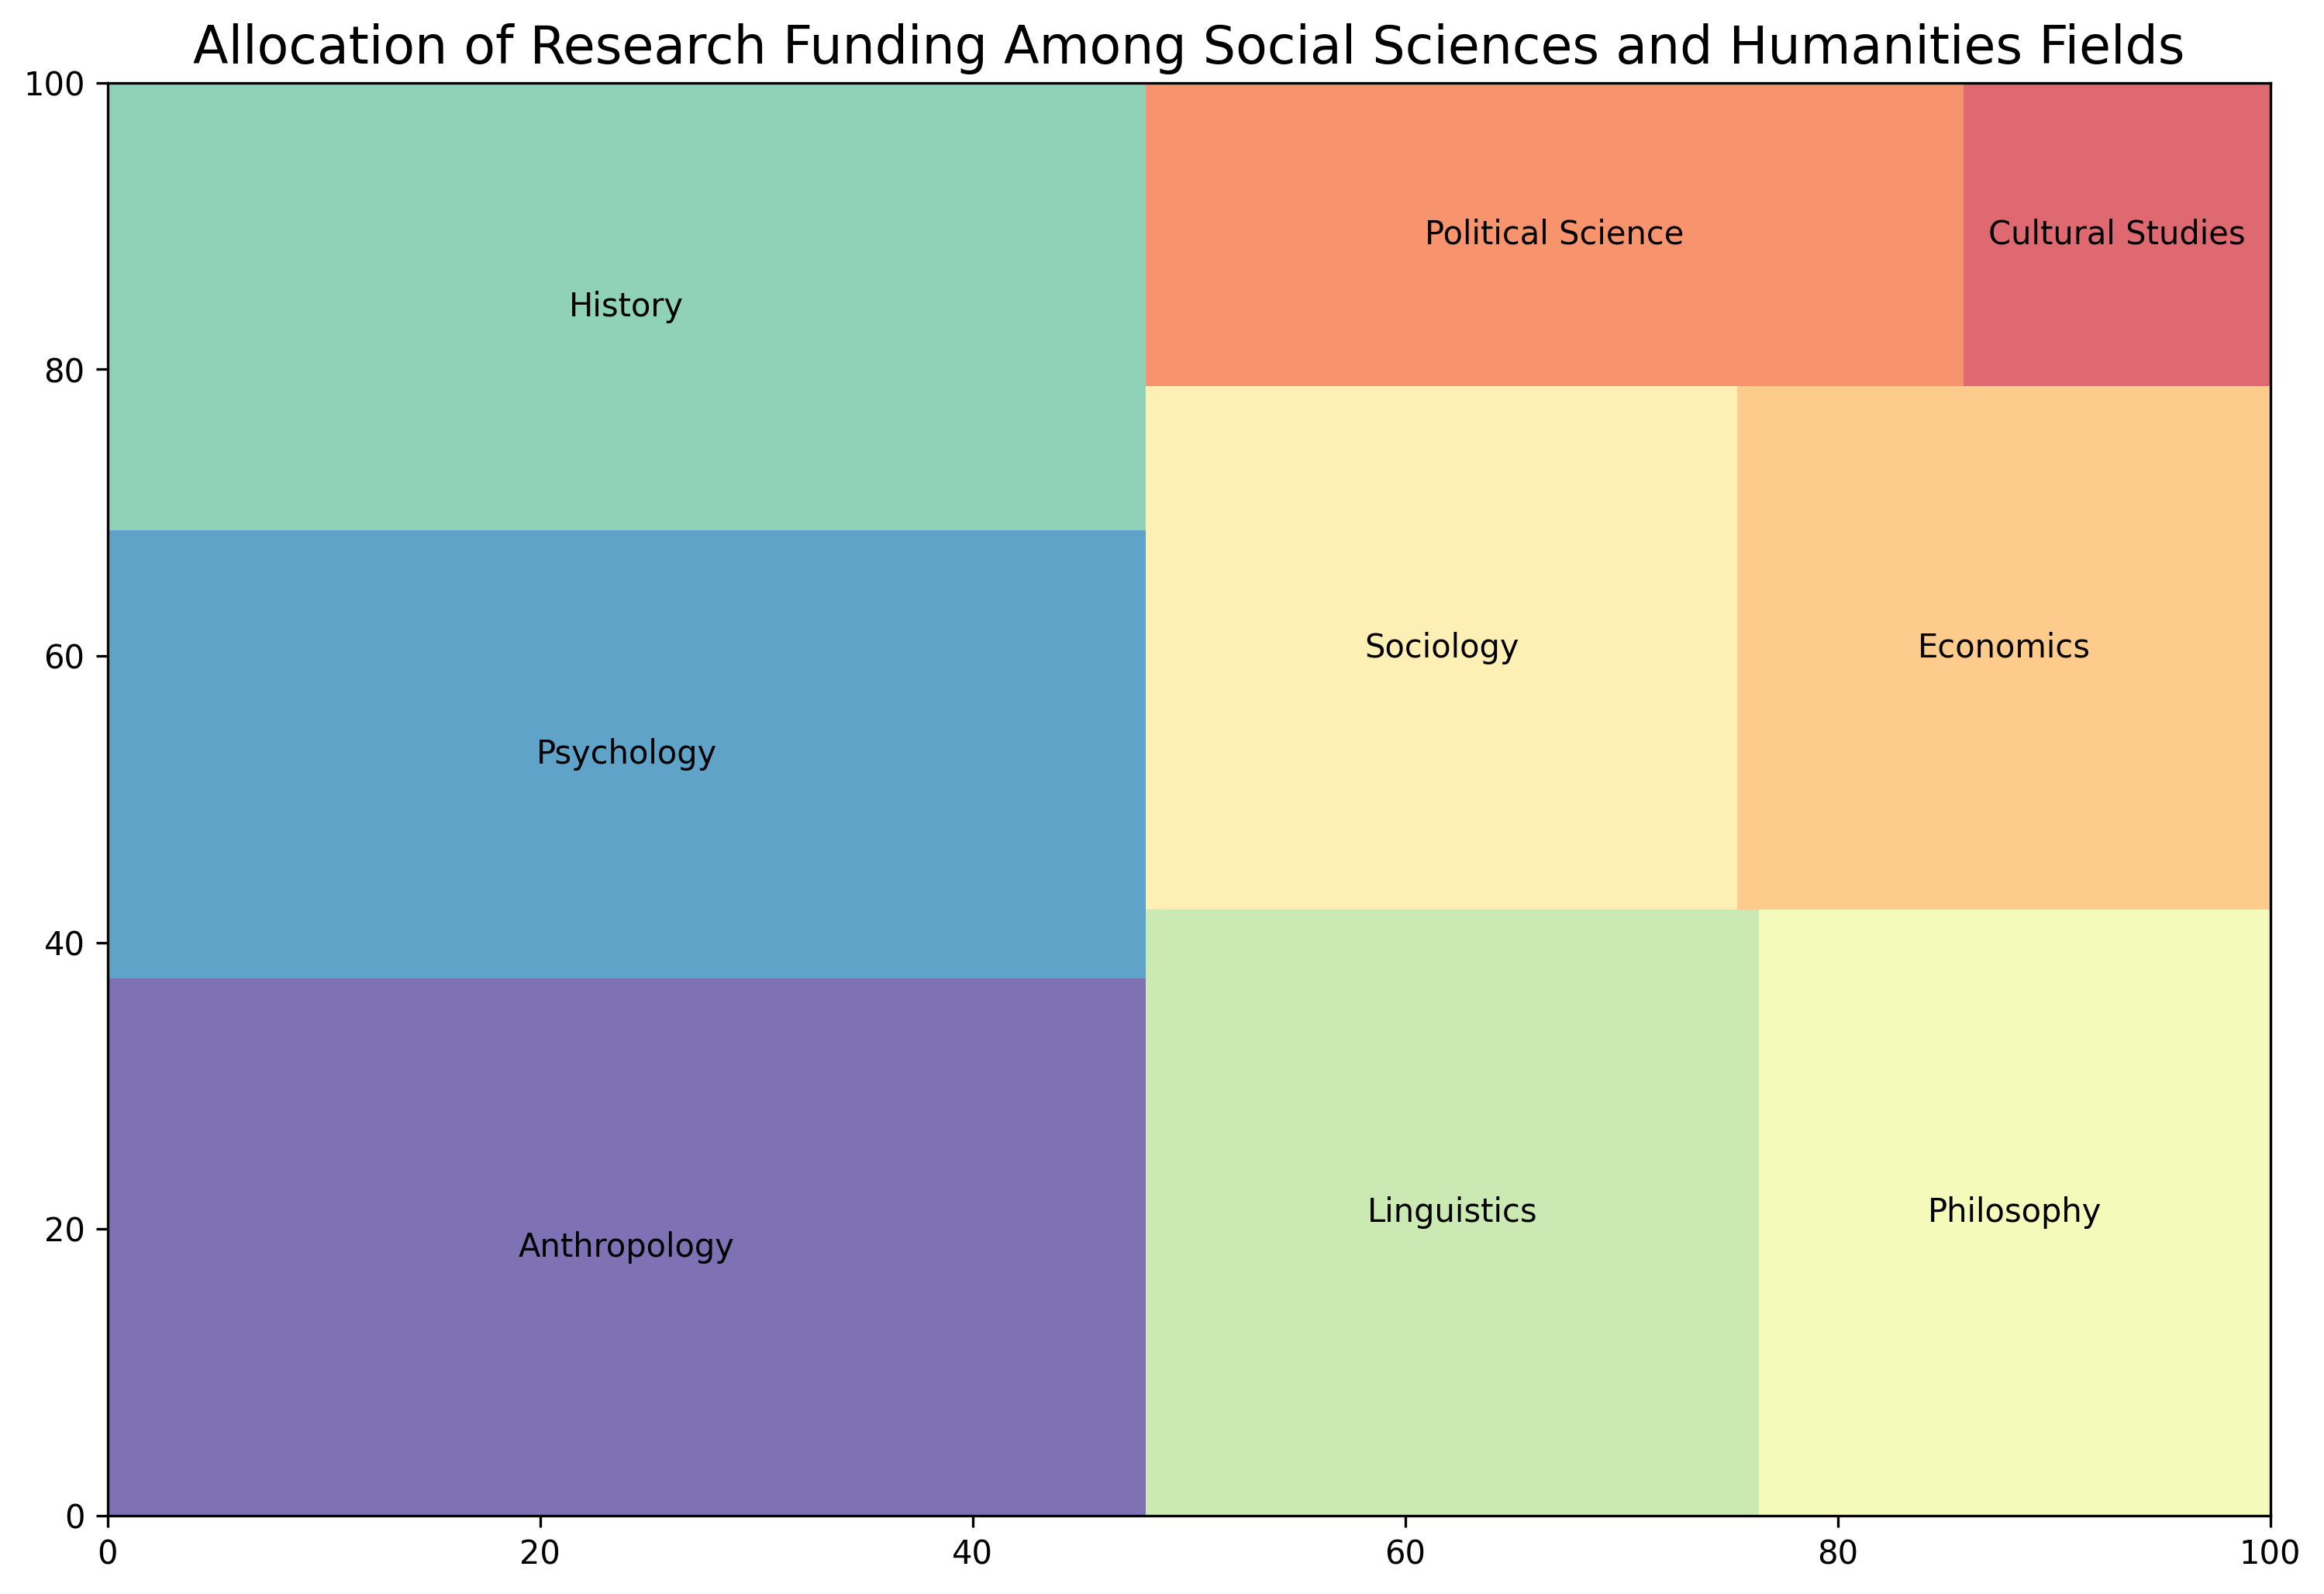 Allocation of Research Funding Among Social Sciences and Humanities Fields
100
80
60
40
20
0
History
Political Science
Cultural Studies
Psychology
Sociology
Economics
Anthropology
Linguistics
Philosophy
0
20
40
60
80
100